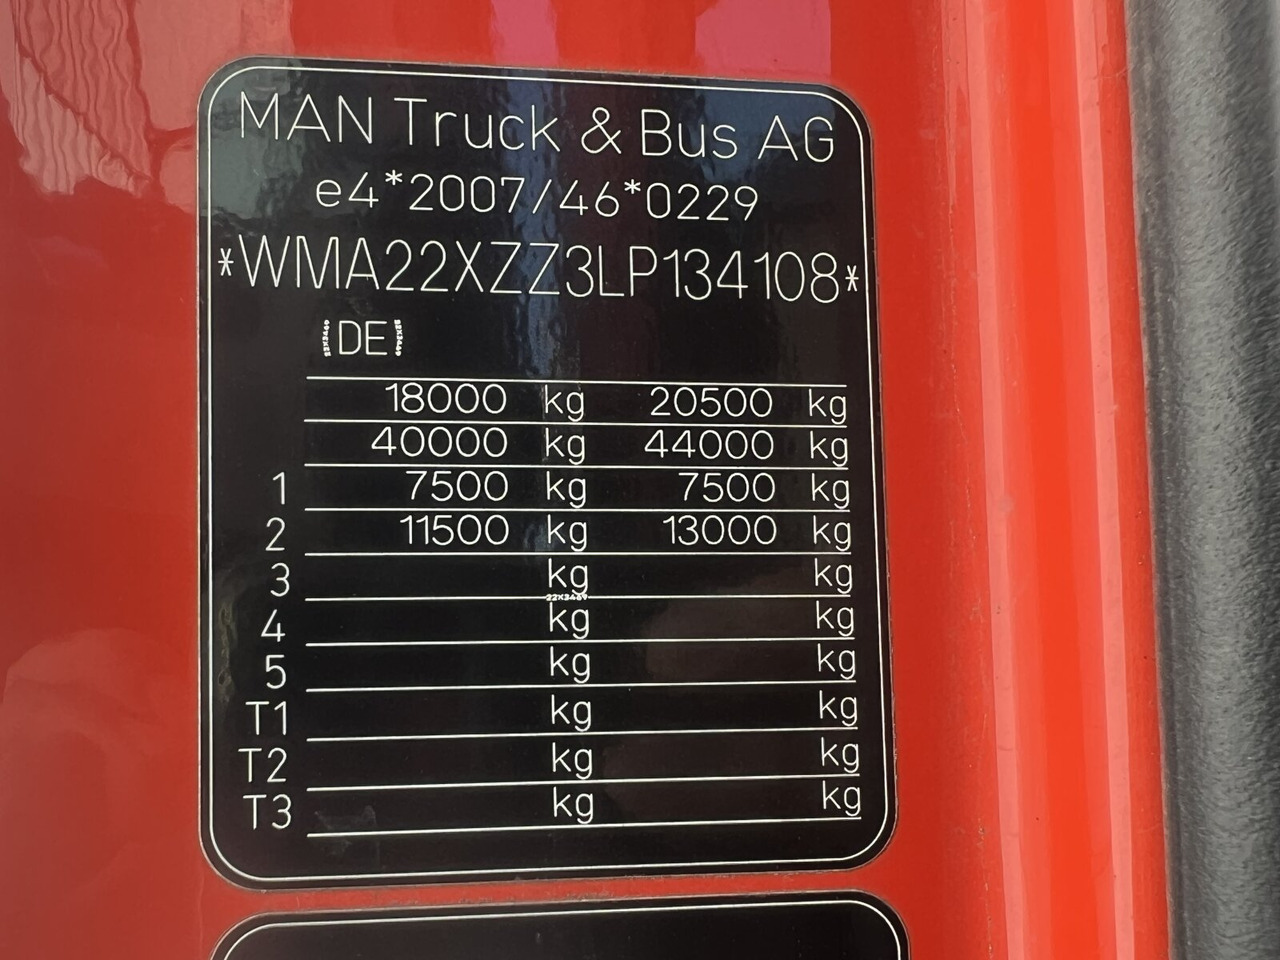 MAN Truck & Bus AG
e4*2007/46*0229
*WMA22XZZ3LP134108*
DE
18000 kg 20500 kg
40000 kg 44000 kg
1 7500 kg 7500 kg
2 11500 kg 13000 kg
3 kg kg
4 kg kg
5 kg kg
T1 kg kg
T2 kg kg
T3 kg kg